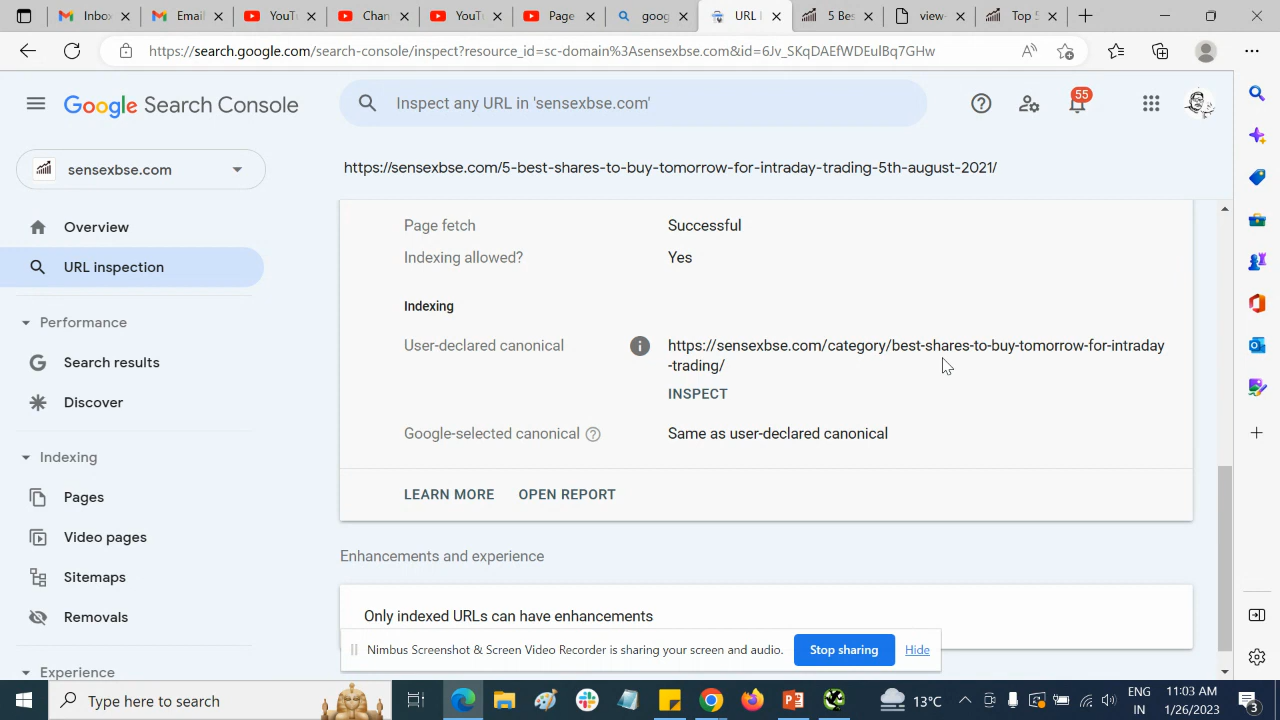 Inbox
Email
YouT
Chan
YouT
Page
goog
URL I
5 Bes
view-
Top 5
https://search.google.com/search-console/inspect?resource_id=sc-domain%3Asensexbse.com&id=6Jv_SKqDAEfWDEulBq7GHw
Google Search Console
Inspect any URL in 'sensexbse.com'
55
sensexbse.com
https://sensexbse.com/5-best-shares-to-buy-tomorrow-for-intraday-trading-5th-august-2021/
Overview
URL inspection
Performance
Search results
Discover
Indexing
Pages
Video pages
Sitemaps
Removals
Experience
Page fetch
Successful
Indexing allowed?
Yes
Indexing
User-declared canonical
https://sensexbse.com/category/best-shares-to-buy-tomorrow-for-intraday
-trading/
INSPECT
Google-selected canonical
Same as user-declared canonical
LEARN MORE
OPEN REPORT
Enhancements and experience
Only indexed URLs can have enhancements
Nimbus Screenshot & Screen Video Recorder is sharing your screen and audio.
Stop sharing
Hide
Type here to search
13°C
ENG
IN
11:03 AM
1/26/2023
3